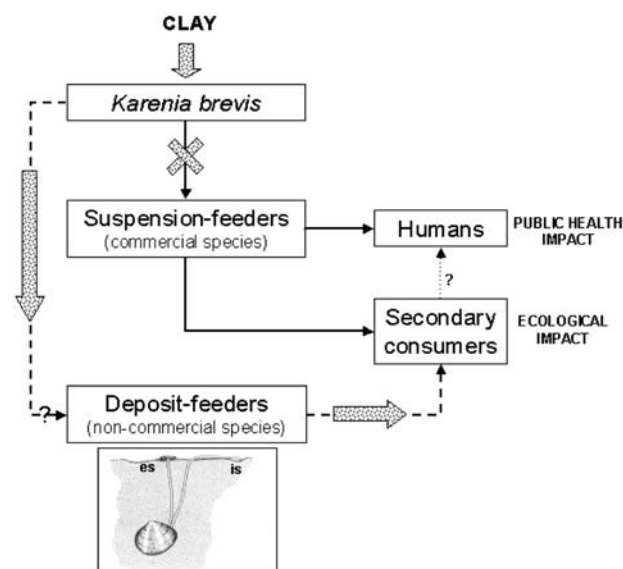 CLAY
Karenia brevis
Suspension-feeders
(commercial species)
Humans
PUBLIC HEALTH
IMPACT
?
Secondary
consumers
ECOLOGICAL
IMPACT
?
Deposit-feeders
(non-commercial species)
es
is